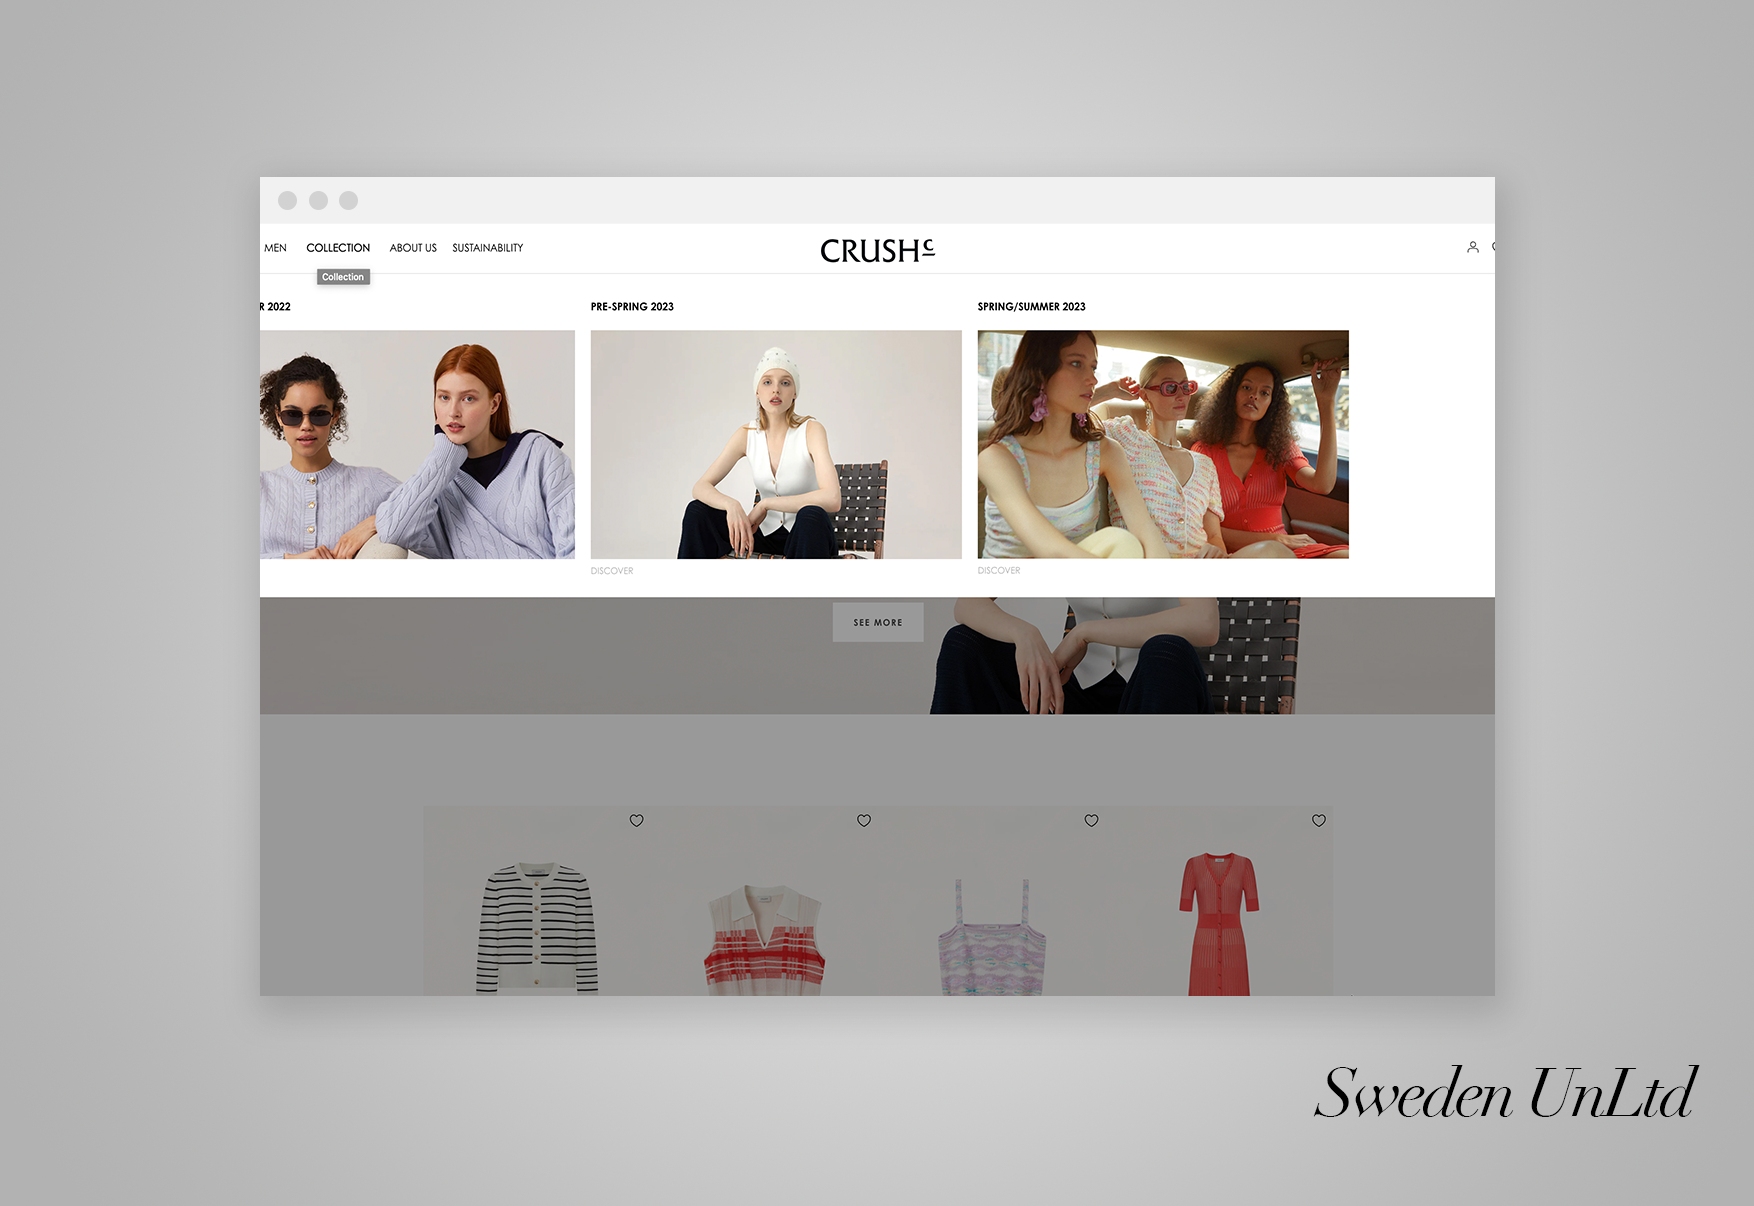 MEN COLLECTION ABOUT US SUSTAINABILITY CRUSHc
Collection
R 2022 PRE-SPRING 2023 SPRING/SUMMER 2023
DISCOVER DISCOVER
SEE MORE
Sweden UnLtd